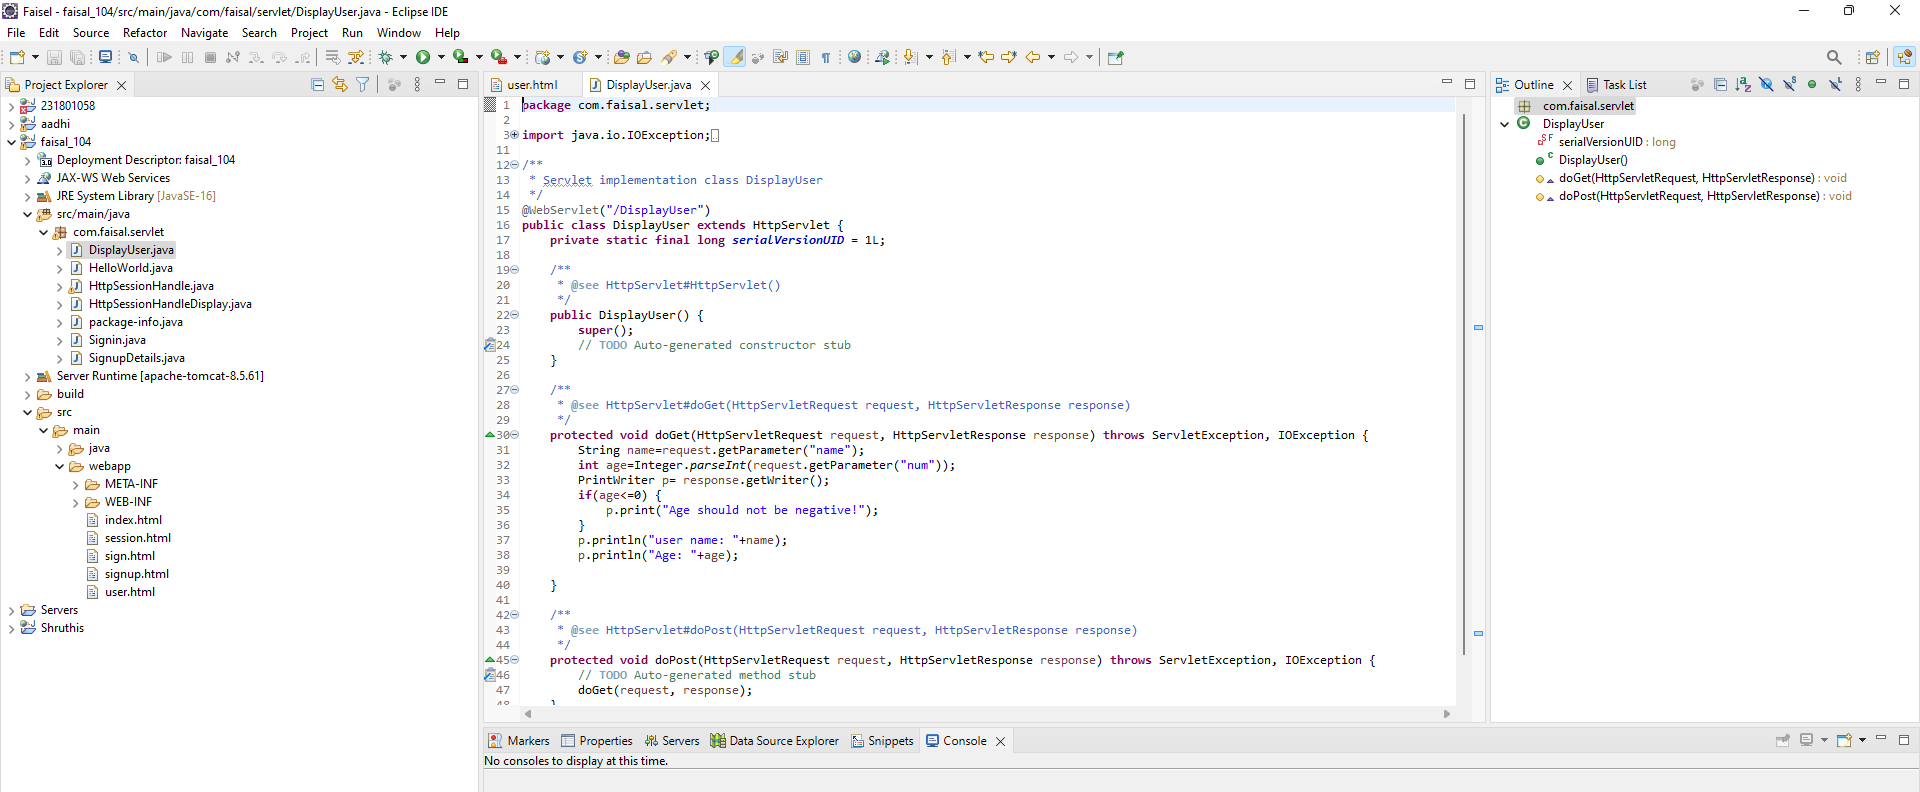 Faisel - faisal_104/src/main/java/com/faisal/servlet/DisplayUser.java - Eclipse IDE
File Edit Source Refactor Navigate Search Project Run Window Help
Project Explorer
231801058
aadhi
faisal_104
Deployment Descriptor: faisal_104
JAX-WS Web Services
JRE System Library [JavaSE-16]
src/main/java
com.faisal.servlet
DisplayUser.java
HelloWorld.java
HttpSessionHandle.java
HttpSessionHandleDisplay.java
package-info.java
Signin.java
SignupDetails.java
Server Runtime [apache-tomcat-8.5.61]
build
src
main
java
webapp
META-INF
WEB-INF
index.html
session.html
sign.html
signup.html
user.html
Servers
Shruthis
user.html DisplayUser.java
1 package com.faisal.servlet;
2
3 import java.io.IOException;
11
12 /**
13 * Servlet implementation class DisplayUser
14 */
15 @WebServlet("/DisplayUser")
16 public class DisplayUser extends HttpServlet {
17 private static final long serialVersionUID = 1L;
18
19 /**
20 * @see HttpServlet#HttpServlet()
21 */
22 public DisplayUser() {
23 super();
24 // TODO Auto-generated constructor stub
25 }
26
27 /**
28 * @see HttpServlet#doGet(HttpServletRequest request, HttpServletResponse response)
29 */
30 protected void doGet(HttpServletRequest request, HttpServletResponse response) throws ServletException, IOException {
31 String name=request.getParameter("name");
32 int age=Integer.parseInt(request.getParameter("num"));
33 PrintWriter p= response.getWriter();
34 if(age<=0) {
35 p.print("Age should not be negative!");
36 }
37 p.println("user name: "+name);
38 p.println("Age: "+age);
39
40 }
41
42 /**
43 * @see HttpServlet#doPost(HttpServletRequest request, HttpServletResponse response)
44 */
45 protected void doPost(HttpServletRequest request, HttpServletResponse response) throws ServletException, IOException {
46 // TODO Auto-generated method stub
47 doGet(request, response);
48 }
Outline Task List
com.faisal.servlet
DisplayUser
serialVersionUID : long
DisplayUser()
doGet(HttpServletRequest, HttpServletResponse) : void
doPost(HttpServletRequest, HttpServletResponse) : void
Markers Properties Servers Data Source Explorer Snippets Console
No consoles to display at this time.